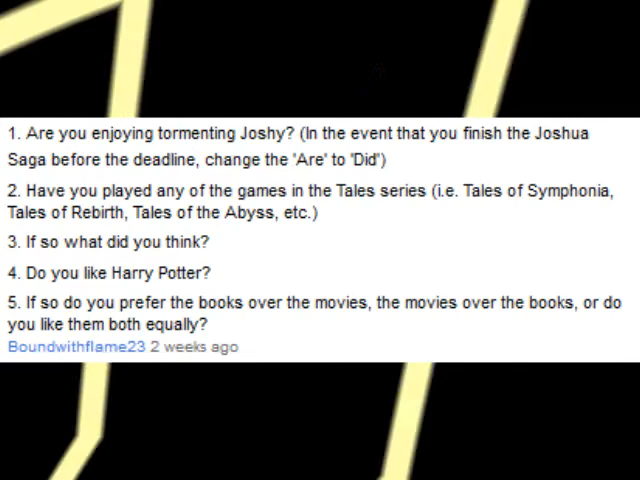 1. Are you enjoying tormenting Joshy? (In the event that you finish the Joshua
Saga before the deadline, change the 'Are' to 'Did')
2. Have you played any of the games in the Tales series (i.e. Tales of Symphonia,
Tales of Rebirth, Tales of the Abyss, etc.)
3. If so what did you think?
4. Do you like Harry Potter?
5. If so do you prefer the books over the movies, the movies over the books, or do
you like them both equally?
Boundwithflame23 2 weeks ago